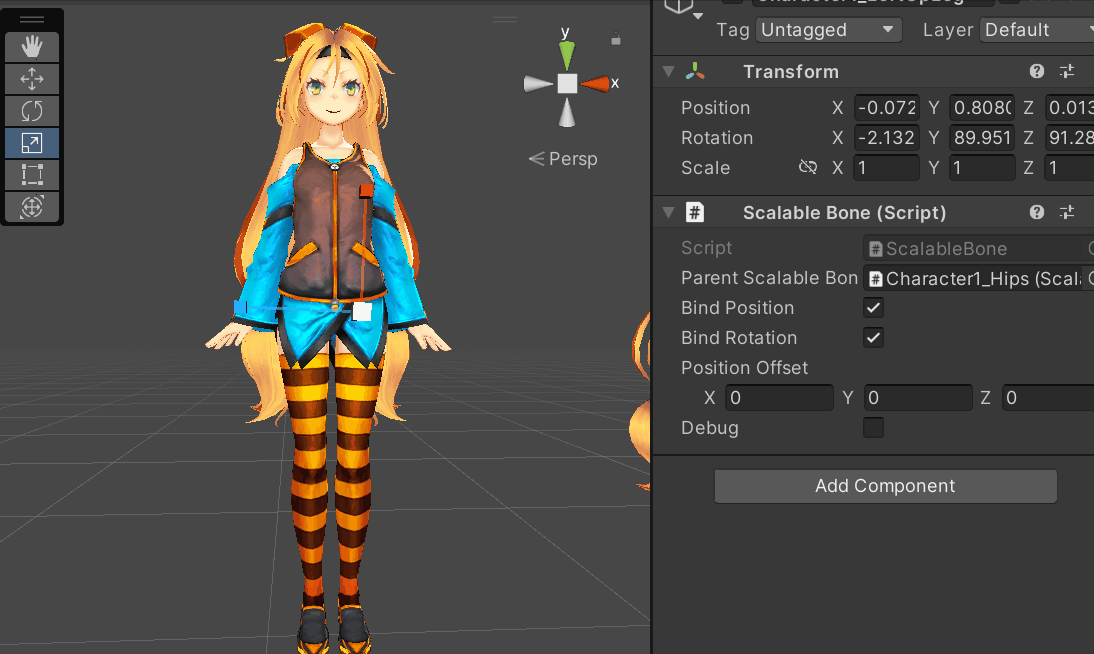 y
x
Persp
Tag Untagged Layer Default
Transform
Position X -0.072 Y 0.808 Z 0.013
Rotation X -2.132 Y 89.951 Z 91.28
Scale X 1 Y 1 Z 1
# Scalable Bone (Script)
Script # ScalableBone
Parent Scalable Bon # Character1_Hips (Scal
Bind Position
Bind Rotation
Position Offset
X 0 Y 0 Z 0
Debug
Add Component